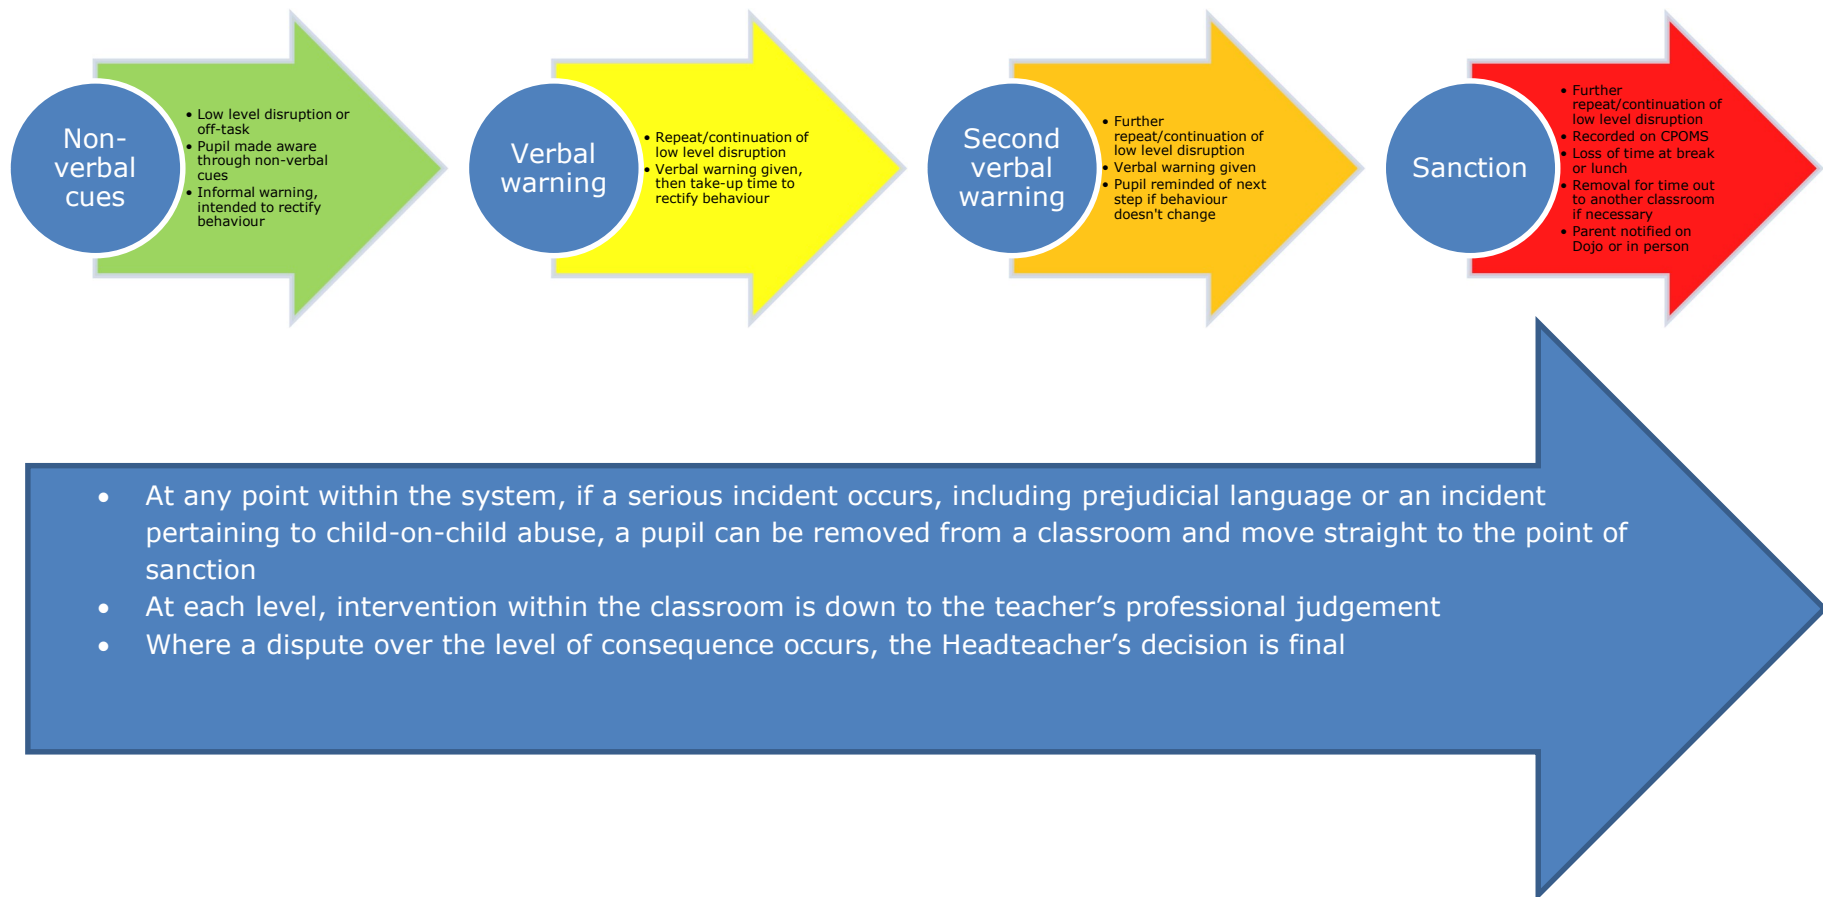 Non-
verbal
cues
• Low level disruption or
off-task
• Pupil made aware
through non-verbal
cues
• Informal warning,
intended to rectify
behaviour
Verbal
warning
• Repeat/continuation of
low level disruption
• Verbal warning given,
then take-up time to
rectify behaviour
Second
verbal
warning
• Further
repeat/continuation of
low level disruption
• Verbal warning given
• Pupil reminded of next
step if behaviour
doesn't change
Sanction
• Further
repeat/continuation of
low level disruption
• Recorded on CPOMS
• Loss of time at break
or lunch
• Removal for time out
to another classroom
if necessary
• Parent notified on
Dojo or in person
• At any point within the system, if a serious incident occurs, including prejudicial language or an incident
pertaining to child-on-child abuse, a pupil can be removed from a classroom and move straight to the point of
sanction
• At each level, intervention within the classroom is down to the teacher’s professional judgement
• Where a dispute over the level of consequence occurs, the Headteacher’s decision is final